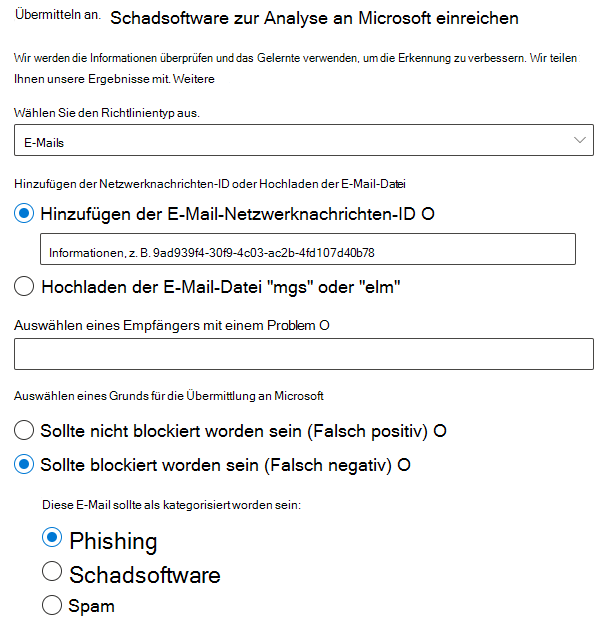 Übermitteln an. Schadsoftware zur Analyse an Microsoft einreichen
Wir werden die Informationen überprüfen und das Gelernte verwenden, um die Erkennung zu verbessern. Wir teilen
Ihnen unsere Ergebnisse mit. Weitere
Wählen Sie den Richtlinientyp aus.
E-Mails
Hinzufügen der Netzwerknachrichten-ID oder Hochladen der E-Mail-Datei
Hinzufügen der E-Mail-Netzwerknachrichten-ID O
Informationen, z. B. 9ad939f4-30f9-4c03-ac2b-4fd107d40b78
Hochladen der E-Mail-Datei "mgs" oder "elm"
Auswählen eines Empfängers mit einem Problem O
Auswählen eines Grunds für die Übermittlung an Microsoft
Sollte nicht blockiert worden sein (Falsch positiv) O
Sollte blockiert worden sein (Falsch negativ) O
Diese E-Mail sollte als kategorisiert worden sein:
Phishing
Schadsoftware
Spam